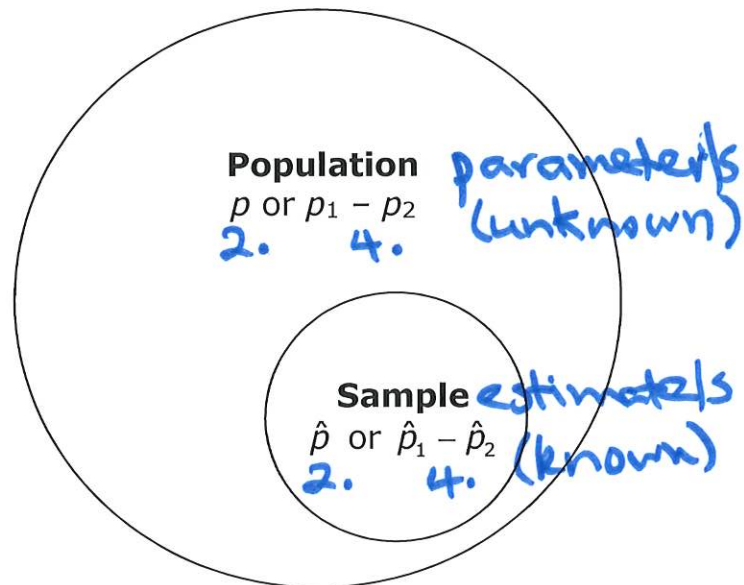 Population parameter/s
p or p₁ – p₂ (unknown)
2. 4.
Sample estimate/s
p̂ or p̂₁ – p̂₂ (known)
2. 4.